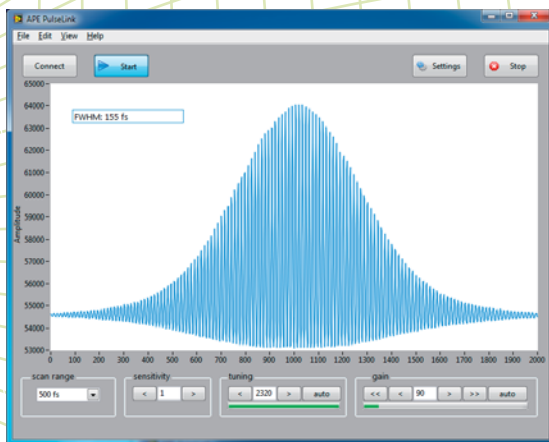 APE PulseLink
File Edit View Help
Connect Start Settings Stop
FWHM: 155 fs
Amplitude
65000
64000
63000
62000
61000
60000
59000
58000
57000
56000
55000
54000
53000
0 100 200 300 400 500 600 700 800 900 1000 1100 1200 1300 1400 1500 1600 1700 1800 1900 2000
scan range sensitivity tuning gain
500 fs < 1 > < 2320 > auto << < 90 > >> auto